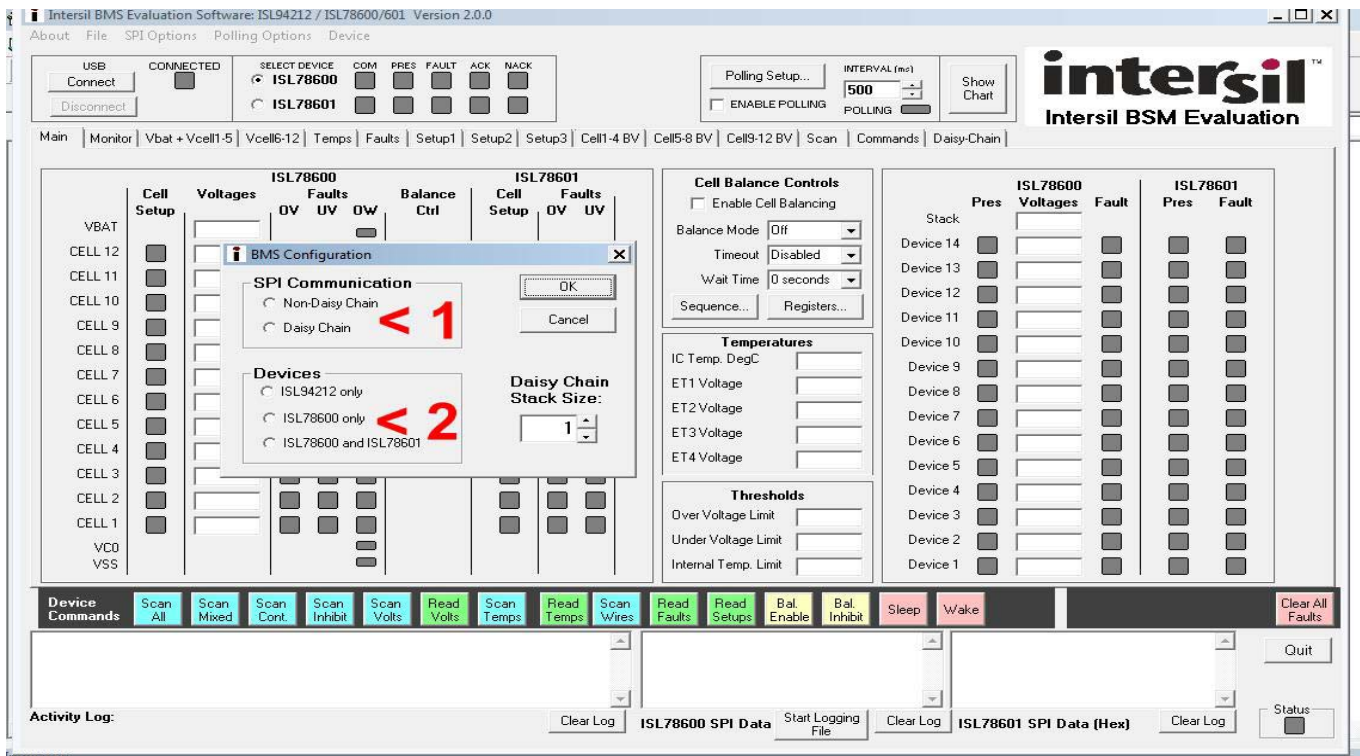 Intersil BMS Evaluation Software: ISL94212 / ISL78600/601 Version 2.0.0
About File SPI Options Polling Options Device
USB CONNECTED SELECT DEVICE COM PRES FAULT ACK NACK
Connect ISL78600
Disconnect ISL78601
Polling Setup... INTERVAL (ms)
500
ENABLE POLLING POLLING
Show Chart
intersil™
Intersil BSM Evaluation
Main Monitor Vbat + Vcell1-5 Vcell6-12 Temps Faults Setup1 Setup2 Setup3 Cell1-4 BV Cell5-8 BV Cell9-12 BV Scan Commands Daisy-Chain
ISL78600 ISL78601
Cell Setup Voltages Faults Balance Ctrl Cell Setup Faults
OV UV OW OV UV
VBAT
CELL 12
CELL 11
CELL 10
CELL 9
CELL 8
CELL 7
CELL 6
CELL 5
CELL 4
CELL 3
CELL 2
CELL 1
VC0
VSS
BMS Configuration
SPI Communication
Non-Daisy Chain
Daisy Chain
< 1
Devices
ISL94212 only
ISL78600 only
ISL78600 and ISL78601
< 2
OK
Cancel
Daisy Chain
Stack Size:
1
Cell Balance Controls
Enable Cell Balancing
Balance Mode Off
Timeout Disabled
Wait Time 0 seconds
Sequence... Registers...
Temperatures
IC Temp. DegC
ET1 Voltage
ET2 Voltage
ET3 Voltage
ET4 Voltage
Thresholds
Over Voltage Limit
Under Voltage Limit
Internal Temp. Limit
ISL78600 ISL78601
Pres Voltages Fault Pres Fault
Stack
Device 14
Device 13
Device 12
Device 11
Device 10
Device 9
Device 8
Device 7
Device 6
Device 5
Device 4
Device 3
Device 2
Device 1
Device Commands
Scan All
Scan Mixed
Scan Cont.
Scan Inhibit
Scan Volts
Read Volts
Scan Temps
Read Temps
Scan Wires
Read Faults
Read Setups
Bal. Enable
Bal. Inhibit
Sleep
Wake
Clear All Faults
Quit
Activity Log:
Clear Log
ISL78600 SPI Data
Start Logging File
Clear Log
ISL78601 SPI Data (Hex)
Clear Log
Status